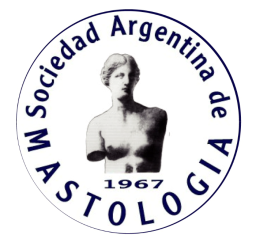 Sociedad Argentina de
MASTOLOGIA
1967